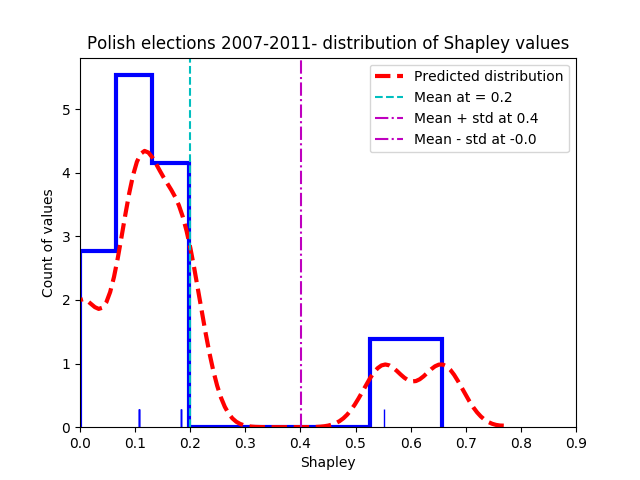 Polish elections 2007-2011- distribution of Shapley values
Predicted distribution
Mean at = 0.2
Mean + std at 0.4
Mean - std at -0.0
Count of values
5
4
3
2
1
0
0.0 0.1 0.2 0.3 0.4 0.5 0.6 0.7 0.8 0.9
Shapley